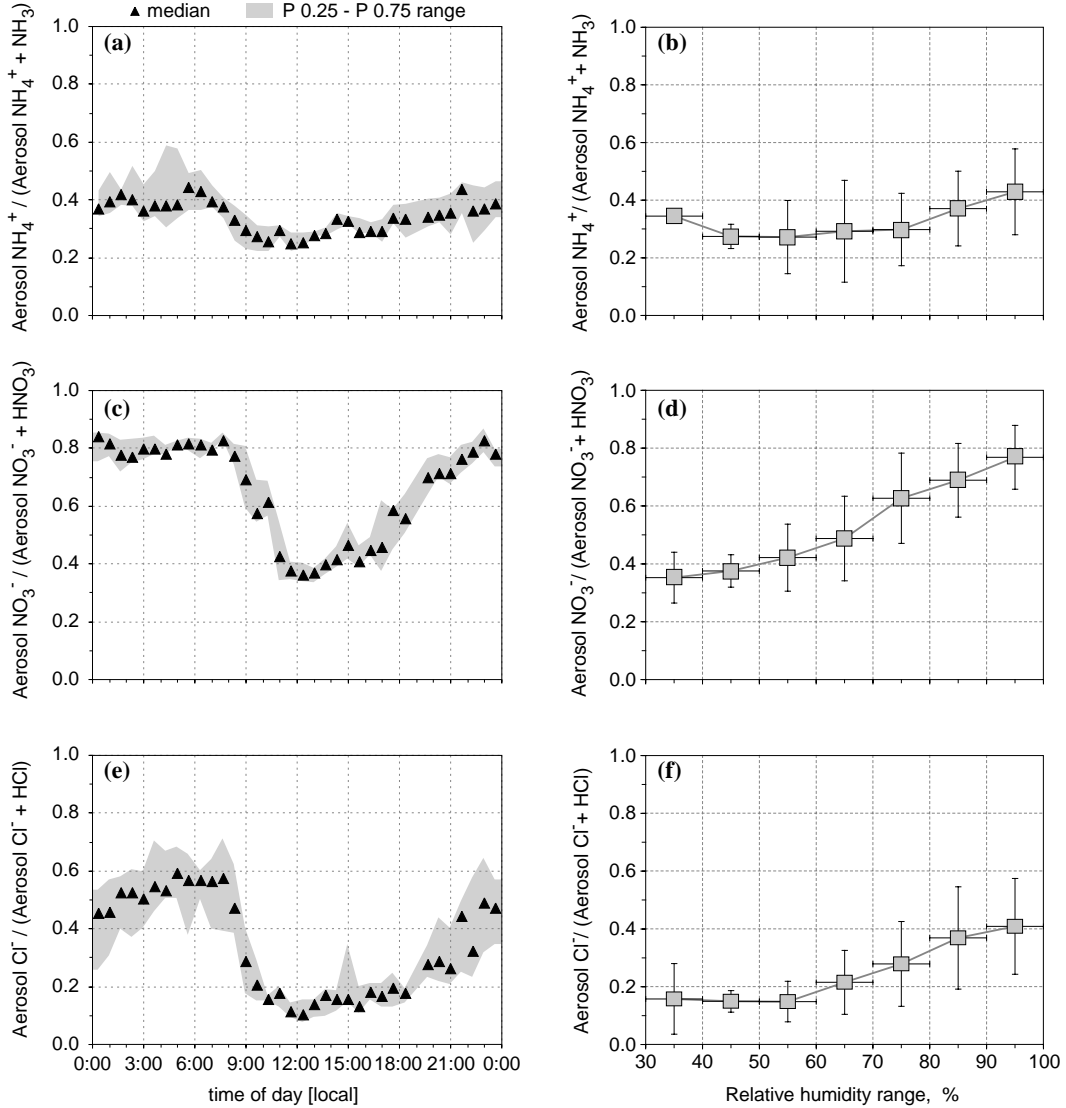 median P 0.25 - P 0.75 range
(a)
Aerosol NH4+ / (Aerosol NH4+ + NH3)
1.0
0.8
0.6
0.4
0.2
0.0
(b)
Aerosol NH4+ / (Aerosol NH4+ + NH3)
1.0
0.8
0.6
0.4
0.2
0.0
(c)
Aerosol NO3- / (Aerosol NO3- + HNO3)
1.0
0.8
0.6
0.4
0.2
0.0
(d)
Aerosol NO3- / (Aerosol NO3- + HNO3)
1.0
0.8
0.6
0.4
0.2
0.0
(e)
Aerosol Cl- / (Aerosol Cl- + HCl)
1.0
0.8
0.6
0.4
0.2
0.0
0:00 3:00 6:00 9:00 12:00 15:00 18:00 21:00 0:00
time of day [local]
(f)
Aerosol Cl- / (Aerosol Cl- + HCl)
1.0
0.8
0.6
0.4
0.2
0.0
30 40 50 60 70 80 90 100
Relative humidity range, %